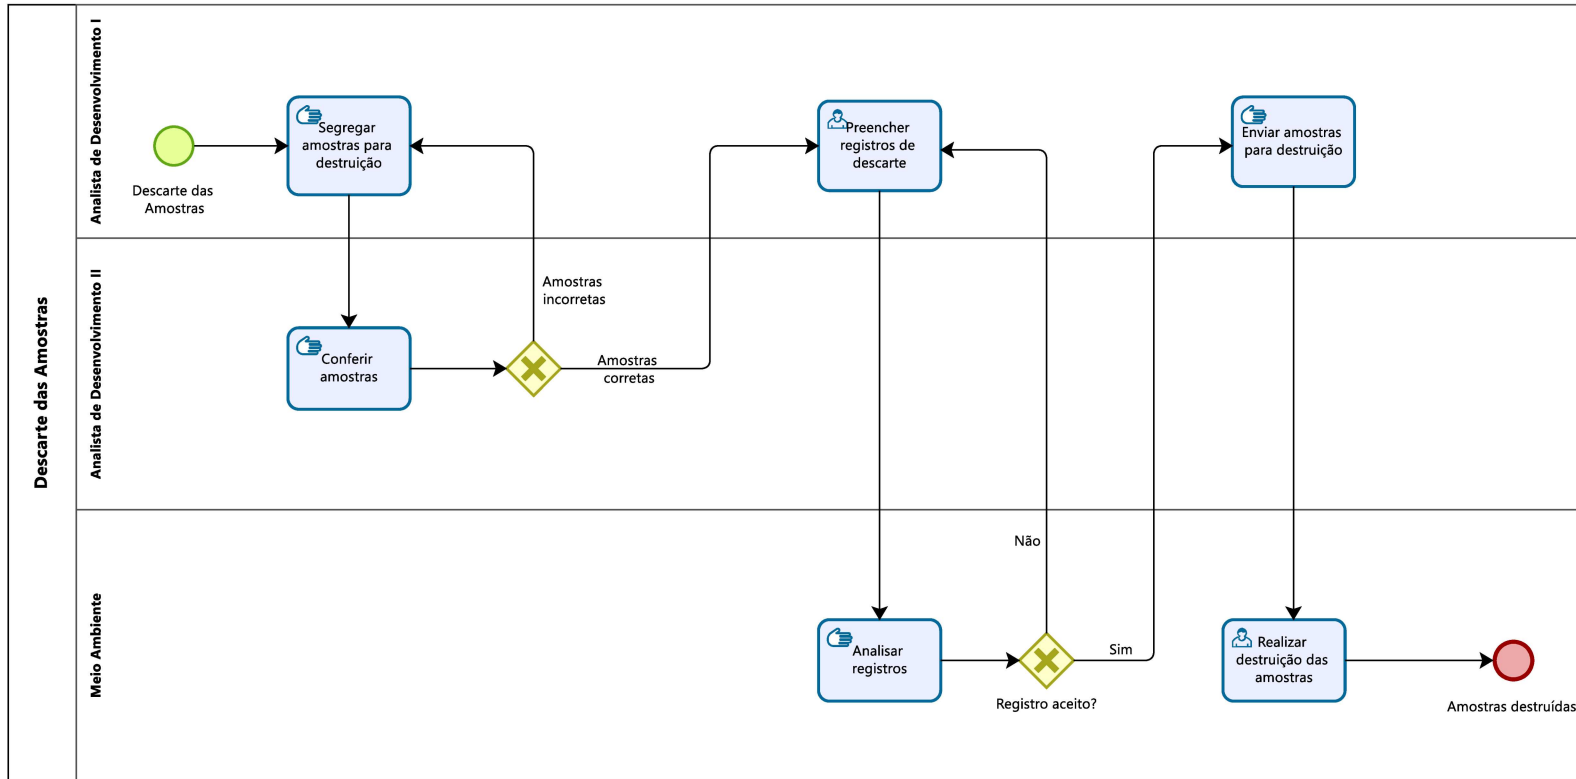 Descarte das Amostras
Analista de Desenvolvimento I
Descarte das
Amostras
Segregar
amostras para
destruição
Preencher
registros de
descarte
Enviar amostras
para destruição
Analista de Desenvolvimento II
Amostras
incorretas
Conferir
amostras
Amostras
corretas
Meio Ambiente
Não
Analisar
registros
Registro aceito?
Sim
Realizar
destruição das
amostras
Amostras destruídas